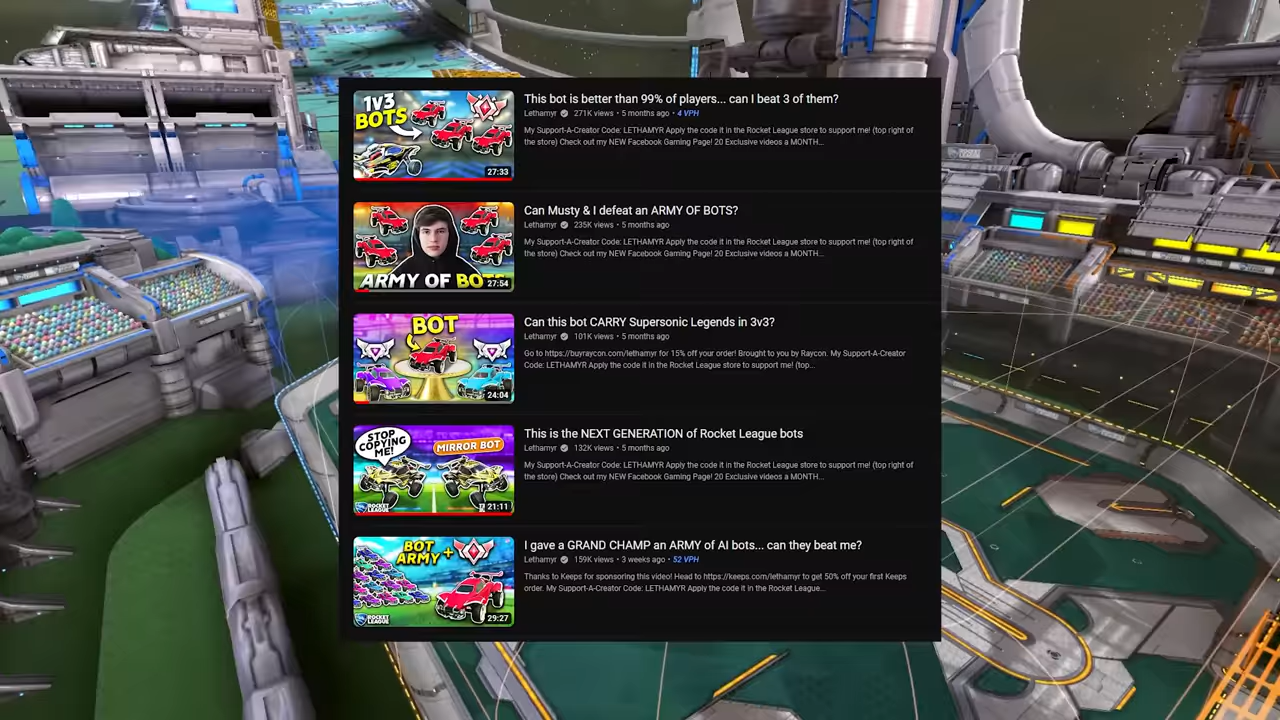 1v3
BOTS
27:33
This bot is better than 99% of players... can I beat 3 of them?
Lethamyr 271K views • 5 months ago • 4 VPH
My Support-A-Creator Code: LETHAMYR Apply the code it in the Rocket League store to support me! (top right of
the store) Check out my NEW Facebook Gaming Page! 20 Exclusive videos a MONTH...
ARMY OF BOTS
27:54
Can Musty & I defeat an ARMY OF BOTS?
Lethamyr 235K views • 5 months ago
My Support-A-Creator Code: LETHAMYR Apply the code it in the Rocket League store to support me! (top right of
the store) Check out my NEW Facebook Gaming Page! 20 Exclusive videos a MONTH...
BOT
24:04
Can this bot CARRY Supersonic Legends in 3v3?
Lethamyr 101K views • 5 months ago
Go to https://buyraycon.com/lethamyr for 15% off your order! Brought to you by Raycon. My Support-A-Creator
Code: LETHAMYR Apply the code it in the Rocket League store to support me! (top...
STOP
COPYING
ME!
MIRROR BOT
ROCKET
LEAGUE
21:11
This is the NEXT GENERATION of Rocket League bots
Lethamyr 132K views • 5 months ago
My Support-A-Creator Code: LETHAMYR Apply the code it in the Rocket League store to support me! (top right of
the store) Check out my NEW Facebook Gaming Page! 20 Exclusive videos a MONTH...
BOT
ARMY +
ROCKET
LEAGUE
29:27
I gave a GRAND CHAMP an ARMY of AI bots... can they beat me?
Lethamyr 159K views • 3 weeks ago • 52 VPH
Thanks to Keeps for sponsoring this video! Head to https://keeps.com/lethamyr to get 50% off your first Keeps
order. My Support-A-Creator Code: LETHAMYR Apply the code it in the Rocket League...